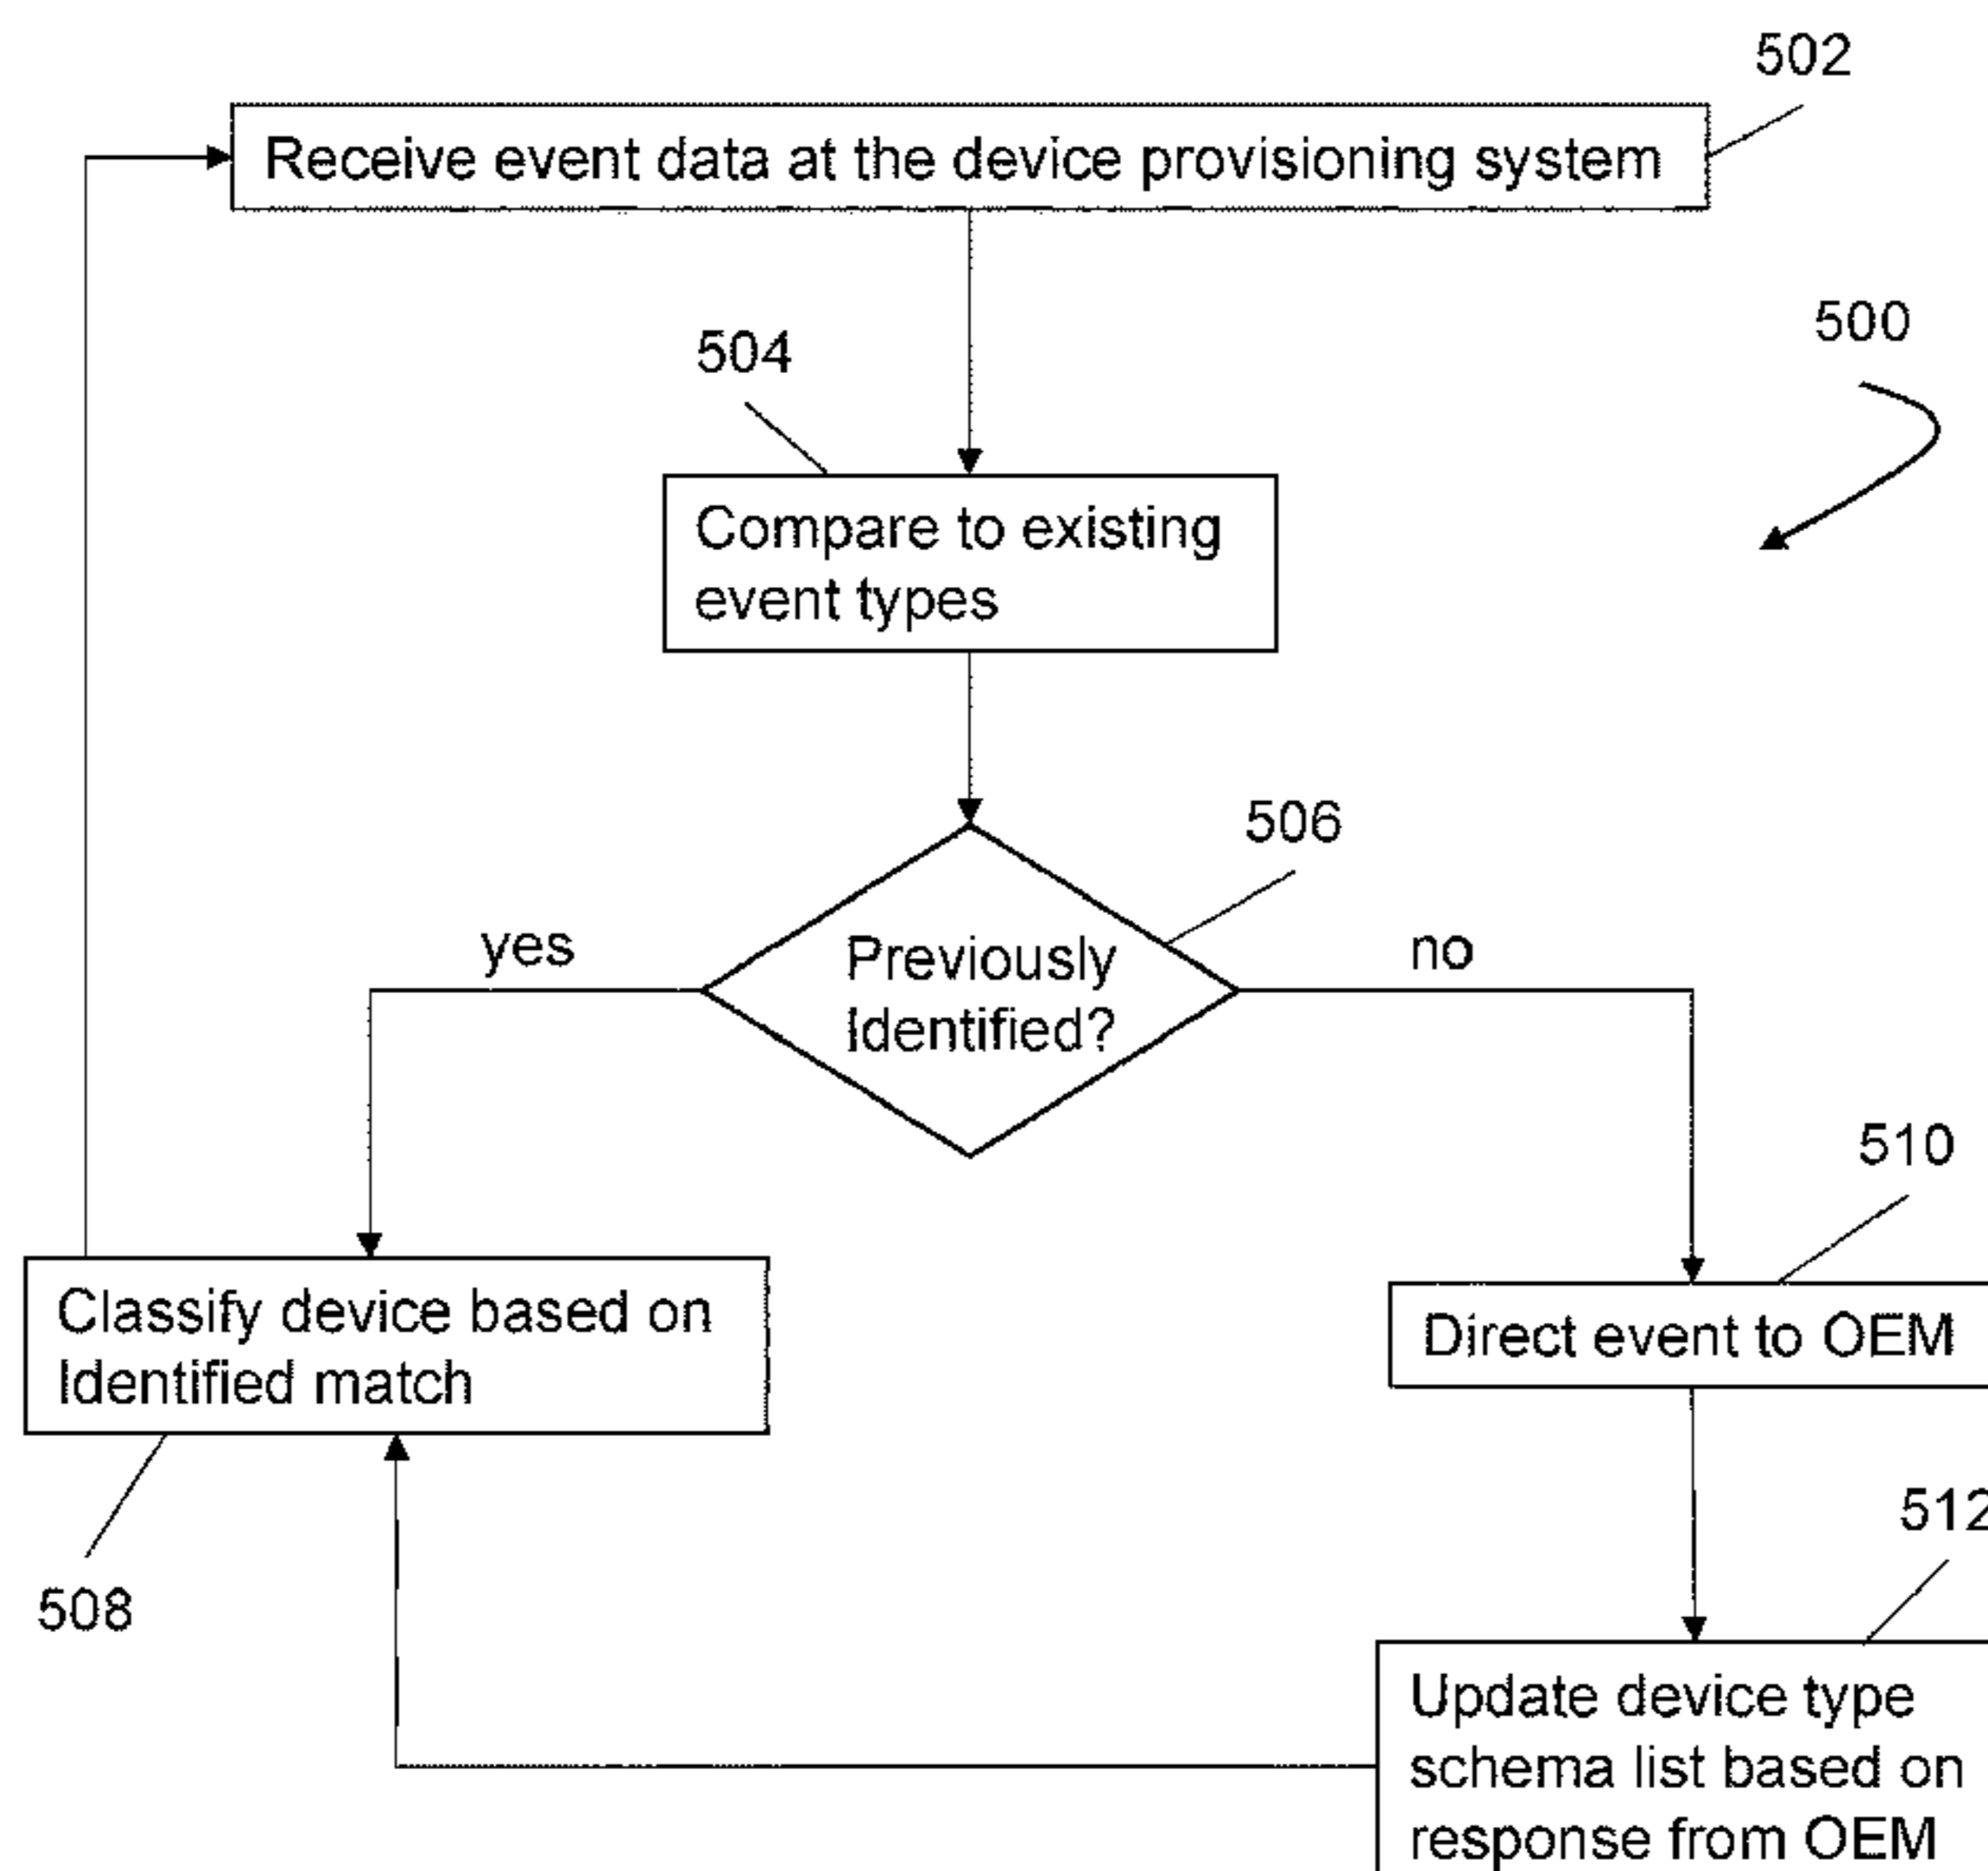 502
Receive event data at the device provisioning system
500
504
Compare to existing
event types
506
yes
Previously
Identified?
no
510
Classify device based on
Identified match
Direct event to OEM
512
508
Update device type
schema list based on
response from OEM